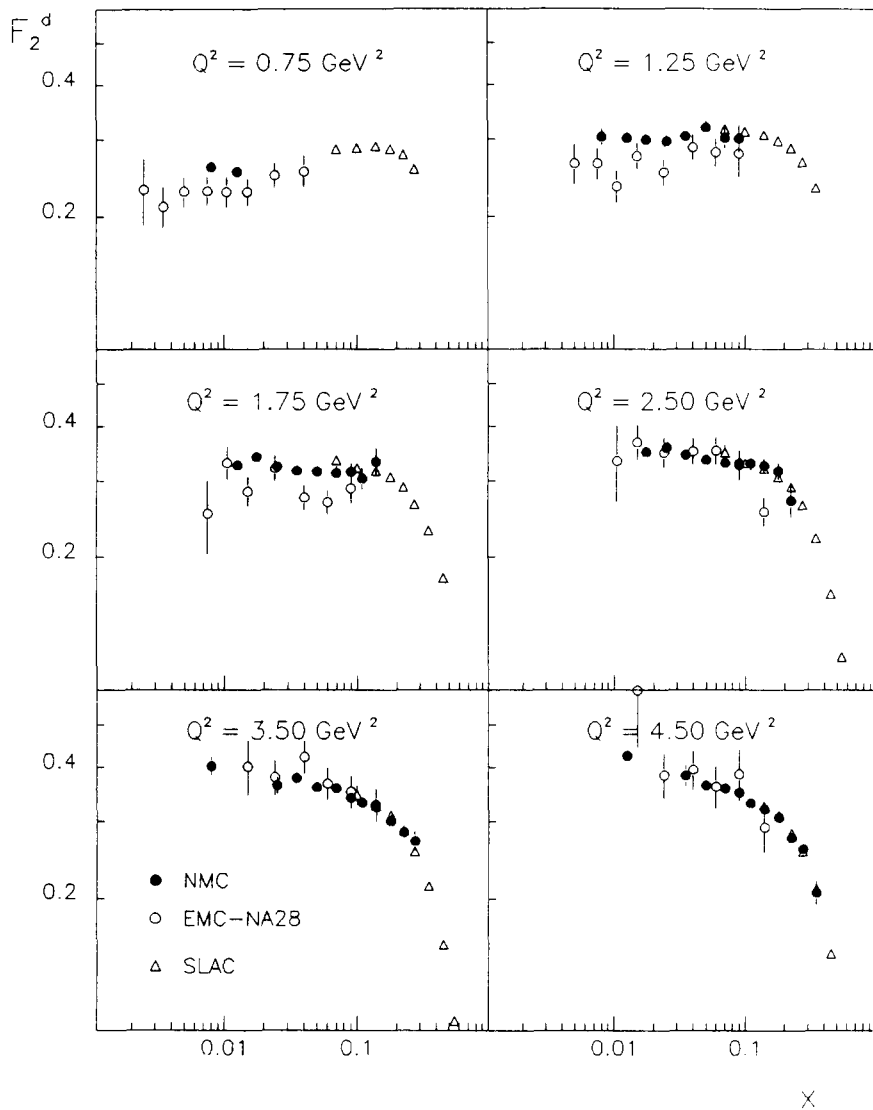 F₂ᵈ
Q² = 0.75 GeV²
Q² = 1.25 GeV²
0.4
0.2
Q² = 1.75 GeV²
Q² = 2.50 GeV²
0.4
0.2
Q² = 3.50 GeV²
Q² = 4.50 GeV²
0.4
0.2
NMC
EMC-NA28
SLAC
0.01 0.1 0.01 0.1
X